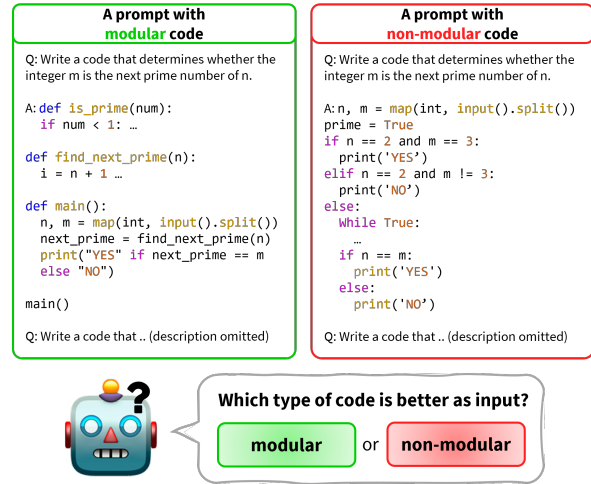 A prompt with
modular code
Q: Write a code that determines whether the
integer m is the next prime number of n.
A: def is_prime(num):
if num < 1: …
def find_next_prime(n):
i = n + 1 …
def main():
n, m = map(int, input().split())
next_prime = find_next_prime(n)
print("YES" if next_prime == m
else "NO")
main()
Q: Write a code that .. (description omitted)
A prompt with
non-modular code
Q: Write a code that determines whether the
integer m is the next prime number of n.
A: n, m = map(int, input().split())
prime = True
if n == 2 and m == 3:
print('YES’)
elif n == 2 and m != 3:
print('NO’)
else:
While True:
…
if n == m:
print('YES')
else:
print('NO’)
Q: Write a code that .. (description omitted)
?
Which type of code is better as input?
modular or non-modular